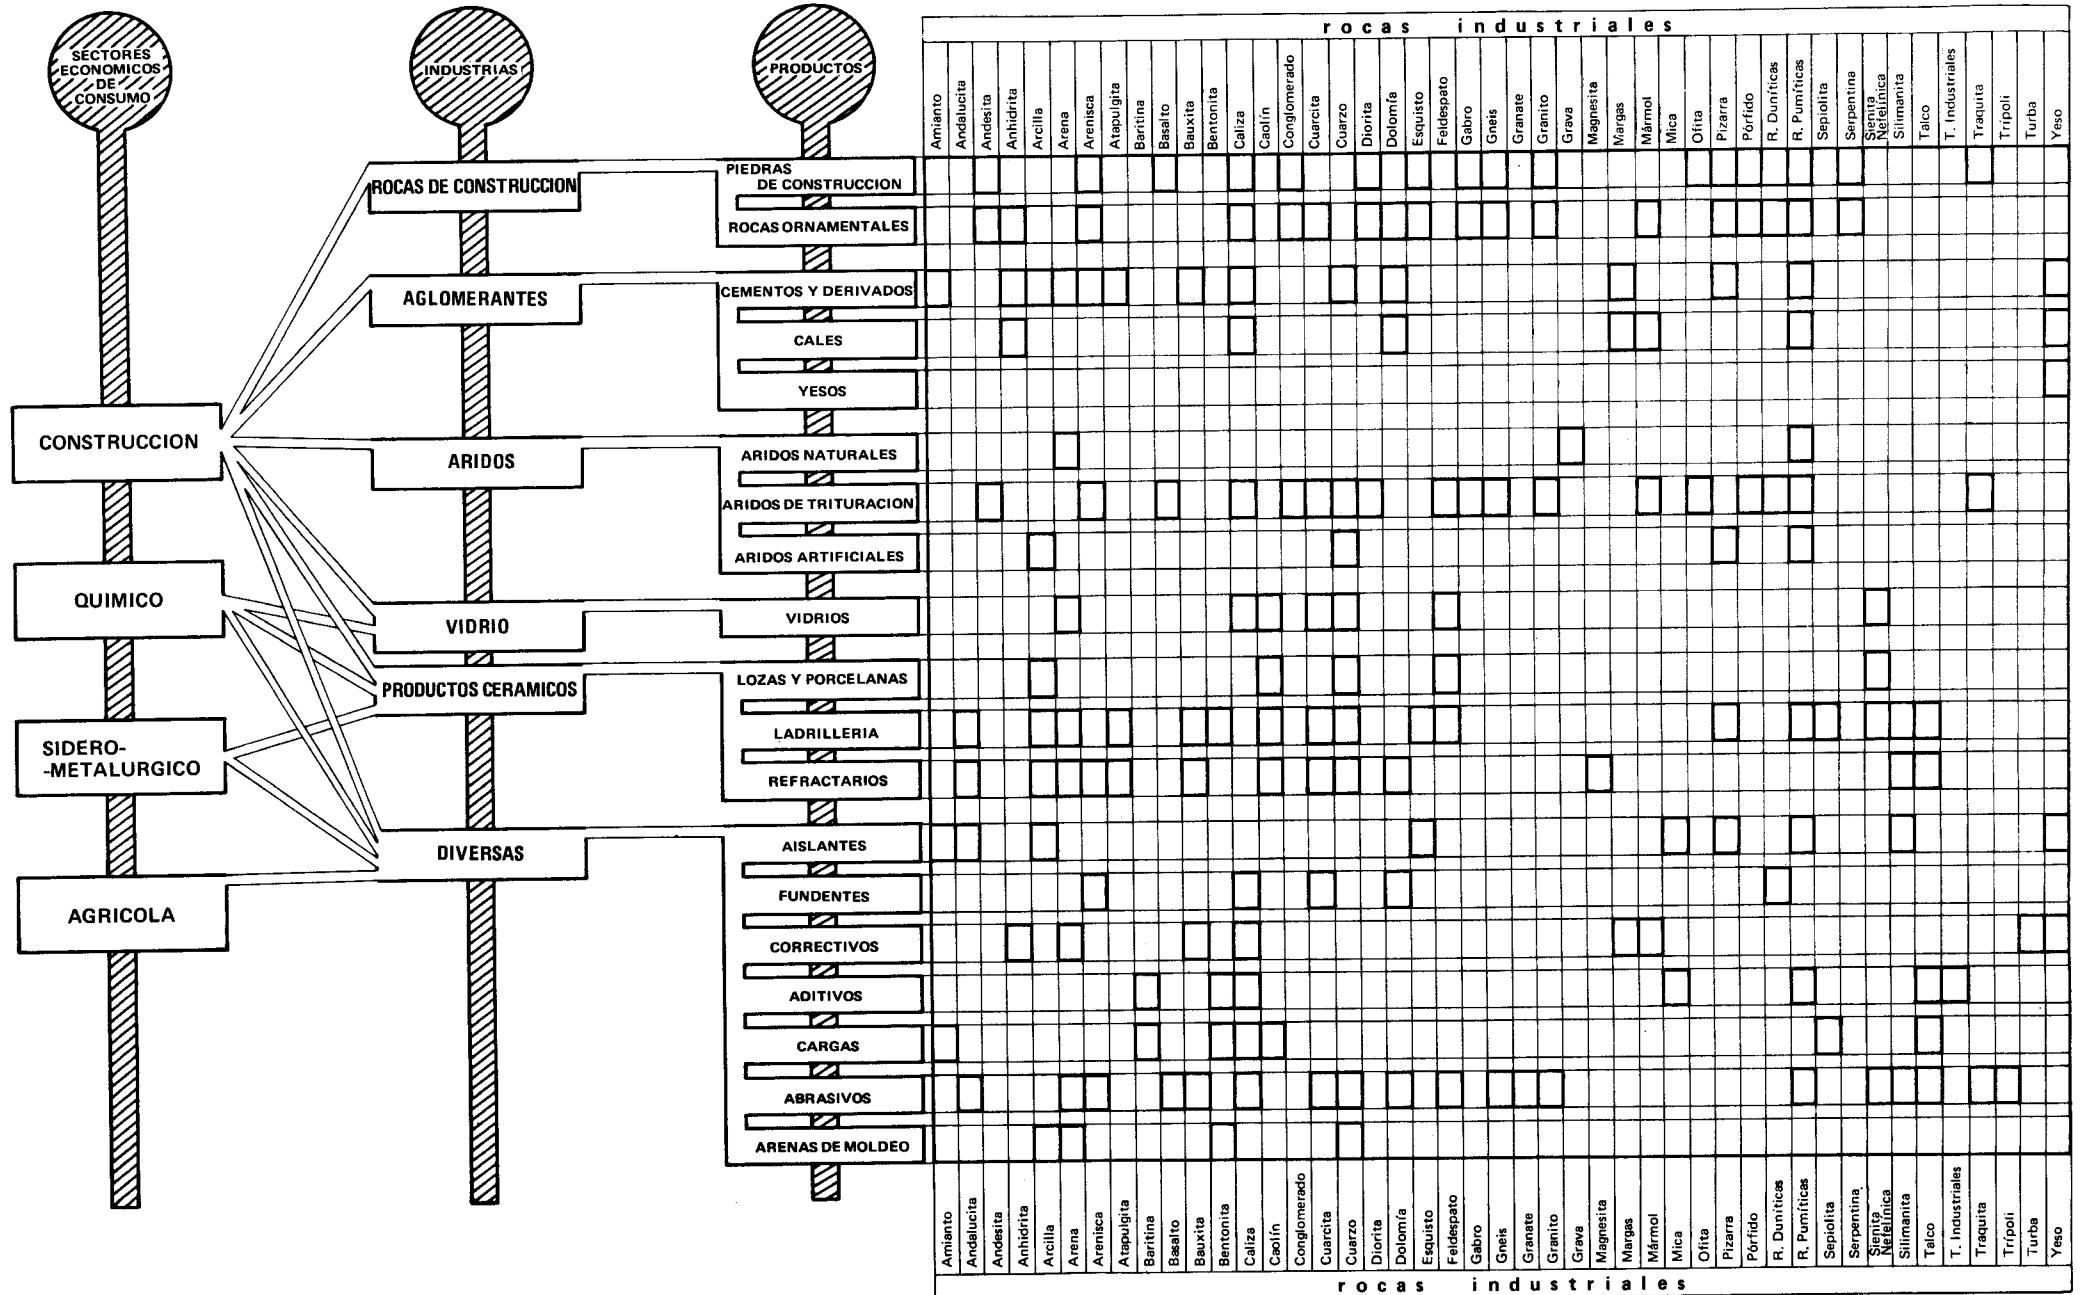 SECTORES
ECONOMICOS
DE
CONSUMO
INDUSTRIAS
PRODUCTOS
rocas industriales
Amianto
Andalucita
Andesita
Anhidrita
Arcilla
Arena
Arenisca
Atapulgita
Baritina
Basalto
Bauxita
Bentonita
Caliza
Caolín
Conglomerado
Cuarcita
Cuarzo
Diorita
Dolomía
Esquisto
Feldespato
Gabro
Gneis
Granate
Granito
Grava
Magnesita
Margas
Mármol
Mica
Ofita
Pizarra
Pórfido
R. Duníticas
R. Pumíticas
Sepiolita
Serpentina
Sienita
Nefelínica
Silimanita
Talco
T. Industriales
Traquita
Trípoli
Turba
Yeso
ROCAS DE CONSTRUCCION
PIEDRAS
DE CONSTRUCCION
ROCAS ORNAMENTALES
AGLOMERANTES
CEMENTOS Y DERIVADOS
CALES
YESOS
CONSTRUCCION
ARIDOS
ARIDOS NATURALES
ARIDOS DE TRITURACION
ARIDOS ARTIFICIALES
QUIMICO
VIDRIO
VIDRIOS
PRODUCTOS CERAMICOS
LOZAS Y PORCELANAS
LADRILLERIA
REFRACTARIOS
SIDERO-
-METALURGICO
DIVERSAS
AISLANTES
FUNDENTES
AGRICOLA
CORRECTIVOS
ADITIVOS
CARGAS
ABRASIVOS
ARENAS DE MOLDEO
Amianto
Andalucita
Andesita
Anhidrita
Arcilla
Arena
Arenisca
Atapulgita
Baritina
Basalto
Bauxita
Bentonita
Caliza
Caolín
Conglomerado
Cuarcita
Cuarzo
Diorita
Dolomía
Esquisto
Feldespato
Gabro
Gneis
Granate
Granito
Grava
Magnesita
Margas
Mármol
Mica
Ofita
Pizarra
Pórfido
R. Duníticas
R. Pumíticas
Sepiolita
Serpentina
Sienita
Nefelínica
Silimanita
Talco
T. Industriales
Traquita
Trípoli
Turba
Yeso
rocas industriales